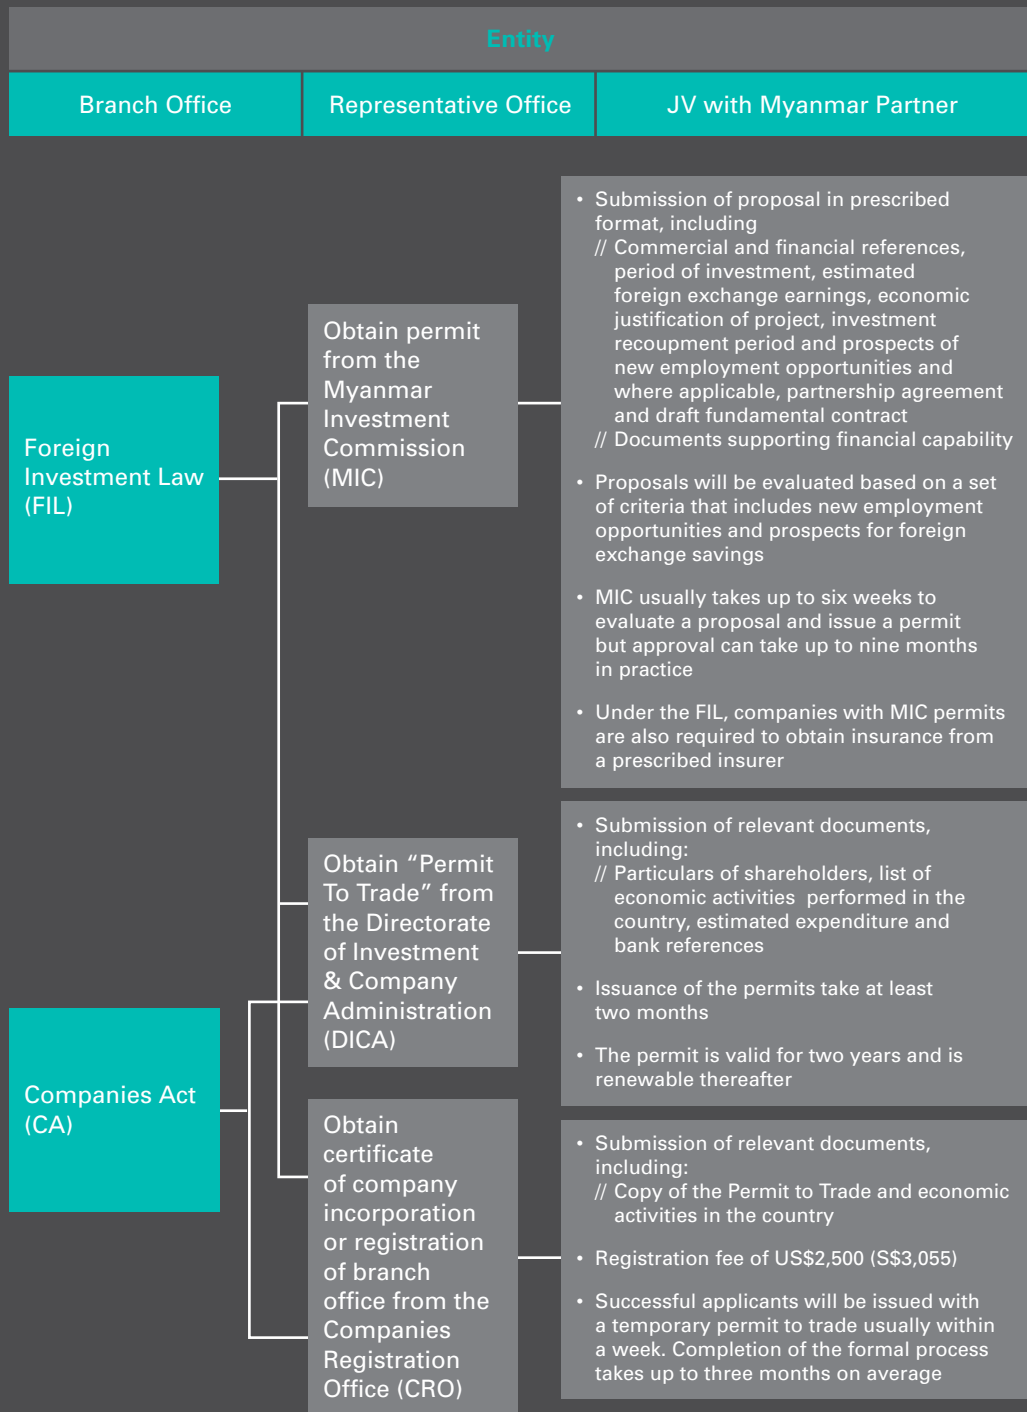 Entity
Branch Office
Representative Office
JV with Myanmar Partner
Foreign
Investment Law
(FIL)
Obtain permit
from the
Myanmar
Investment
Commission
(MIC)
• Submission of proposal in prescribed
format, including
// Commercial and financial references,
period of investment, estimated
foreign exchange earnings, economic
justification of project, investment
recoupment period and prospects of
new employment opportunities and
where applicable, partnership agreement
and draft fundamental contract
// Documents supporting financial capability
• Proposals will be evaluated based on a set
of criteria that includes new employment
opportunities and prospects for foreign
exchange savings
• MIC usually takes up to six weeks to
evaluate a proposal and issue a permit
but approval can take up to nine months
in practice
• Under the FIL, companies with MIC permits
are also required to obtain insurance from
a prescribed insurer
Obtain “Permit
To Trade” from
the Directorate
of Investment
& Company
Administration
(DICA)
• Submission of relevant documents,
including:
// Particulars of shareholders, list of
economic activities performed in the
country, estimated expenditure and
bank references
• Issuance of the permits take at least
two months
• The permit is valid for two years and is
renewable thereafter
Companies Act
(CA)
Obtain
certificate
of company
incorporation
or registration
of branch
office from the
Companies
Registration
Office (CRO)
• Submission of relevant documents,
including:
// Copy of the Permit to Trade and economic
activities in the country
• Registration fee of US$2,500 (S$3,055)
• Successful applicants will be issued with
a temporary permit to trade usually within
a week. Completion of the formal process
takes up to three months on average